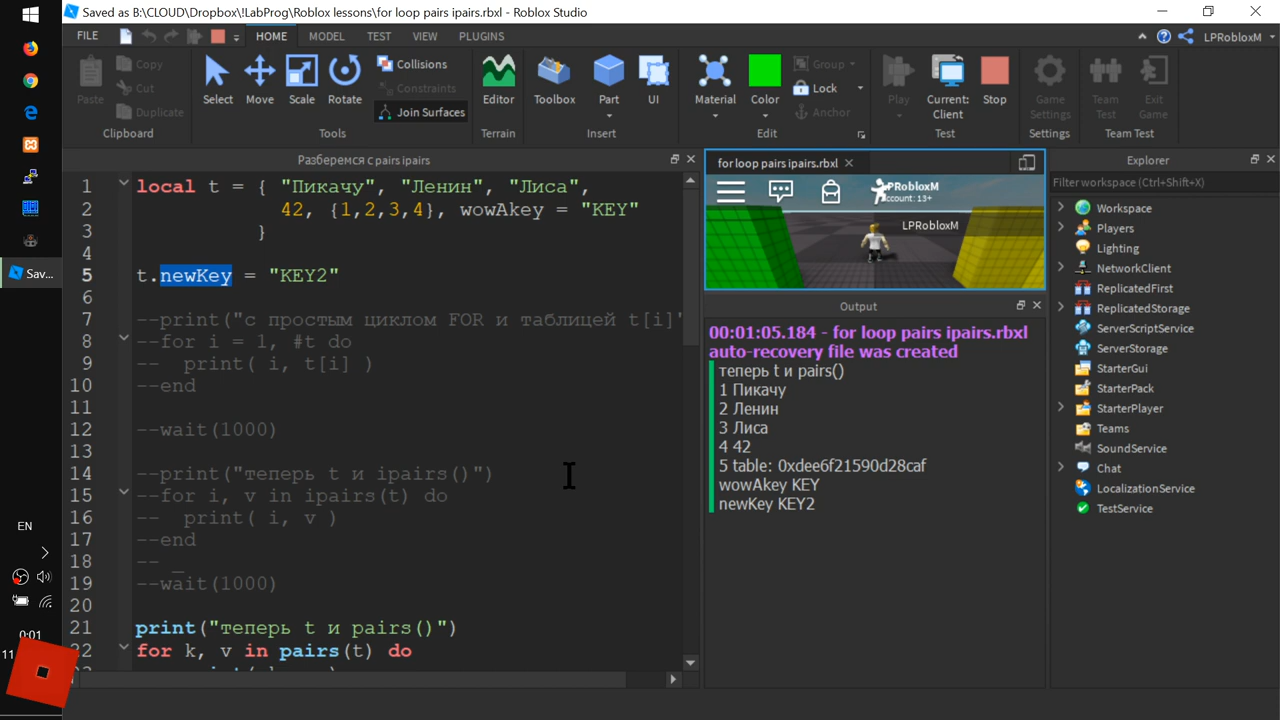 Saved as B:\CLOUD\Dropbox\!LabProg\Roblox lessons\for loop pairs ipairs.rbxl - Roblox Studio
FILE HOME MODEL TEST VIEW PLUGINS LPRobloxM
Paste Copy Cut Duplicate Select Move Scale Rotate Collisions Constraints Join Surfaces Editor Toolbox Part UI Material Color Group Lock Anchor Play Current: Client Stop Game Settings Team Test Exit Game
Clipboard Tools Terrain Insert Edit Test Settings Team Test
Разберемся с pairs ipairs
1 local t = { "Пикачу", "Ленин", "Лиса",
2 42, {1,2,3,4}, wowAkey = "KEY"
3 }
4
5 t.newKey = "KEY2"
6
7 --print("с простым циклом FOR и таблицей t[i]"
8 --for i = 1, #t do
9 -- print( i, t[i] )
10 --end
11
12 --wait(1000)
13
14 --print("теперь t и ipairs()")
15 --for i, v in ipairs(t) do
16 -- print( i, v )
17 --end
18 -- _
19 --wait(1000)
20
21 print("теперь t и pairs()")
22 for k, v in pairs(t) do
for loop pairs ipairs.rbxl
PRobloxM
ccount: 13+
LPRobloxM
Output
00:01:05.184 - for loop pairs ipairs.rbxl
auto-recovery file was created
теперь t и pairs()
1 Пикачу
2 Ленин
3 Лиса
4 42
5 table: 0xdee6f21590d28caf
wowAkey KEY
newKey KEY2
Explorer
Filter workspace (Ctrl+Shift+X)
Workspace
Players
Lighting
NetworkClient
ReplicatedFirst
ReplicatedStorage
ServerScriptService
ServerStorage
StarterGui
StarterPack
StarterPlayer
Teams
SoundService
Chat
LocalizationService
TestService
Sav...
EN
0:01
11